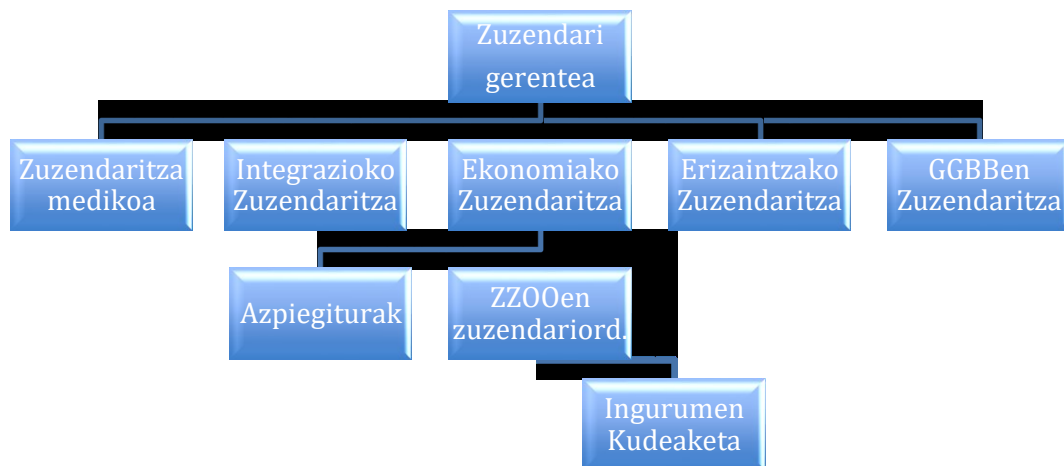 Zuzendari
gerentea
Zuzendaritza
medikoa
Integrazioko
Zuzendaritza
Ekonomiako
Zuzendaritza
Erizaintzako
Zuzendaritza
GGBBen
Zuzendaritza
Azpiegiturak
ZZOOen
zuzendariord.
Ingurumen
Kudeaketa